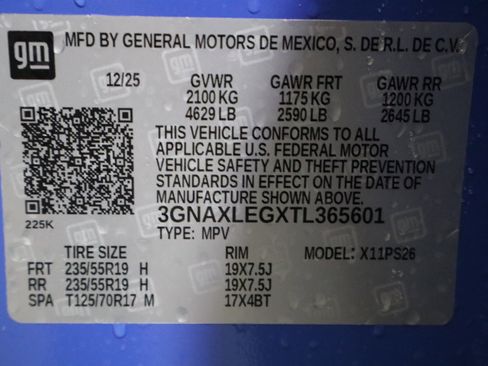 gm MFD BY GENERAL MOTORS DE MEXICO, S. DE R.L. DE C.V.
12/25 GVWR GAWR FRT GAWR RR
2100 KG 1175 KG 1200 KG
4629 LB 2590 LB 2645 LB
THIS VEHICLE CONFORMS TO ALL
APPLICABLE U.S. FEDERAL MOTOR
VEHICLE SAFETY AND THEFT PREVENTION
STANDARDS IN EFFECT ON THE DATE OF
MANUFACTURE SHOWN ABOVE.
225K 3GNAXLEGXTL365601
TYPE: MPV
TIRE SIZE RIM MODEL: X11PS26
FRT 235/55R19 H 19X7.5J
RR 235/55R19 H 19X7.5J
SPA T125/70R17 M 17X4BT